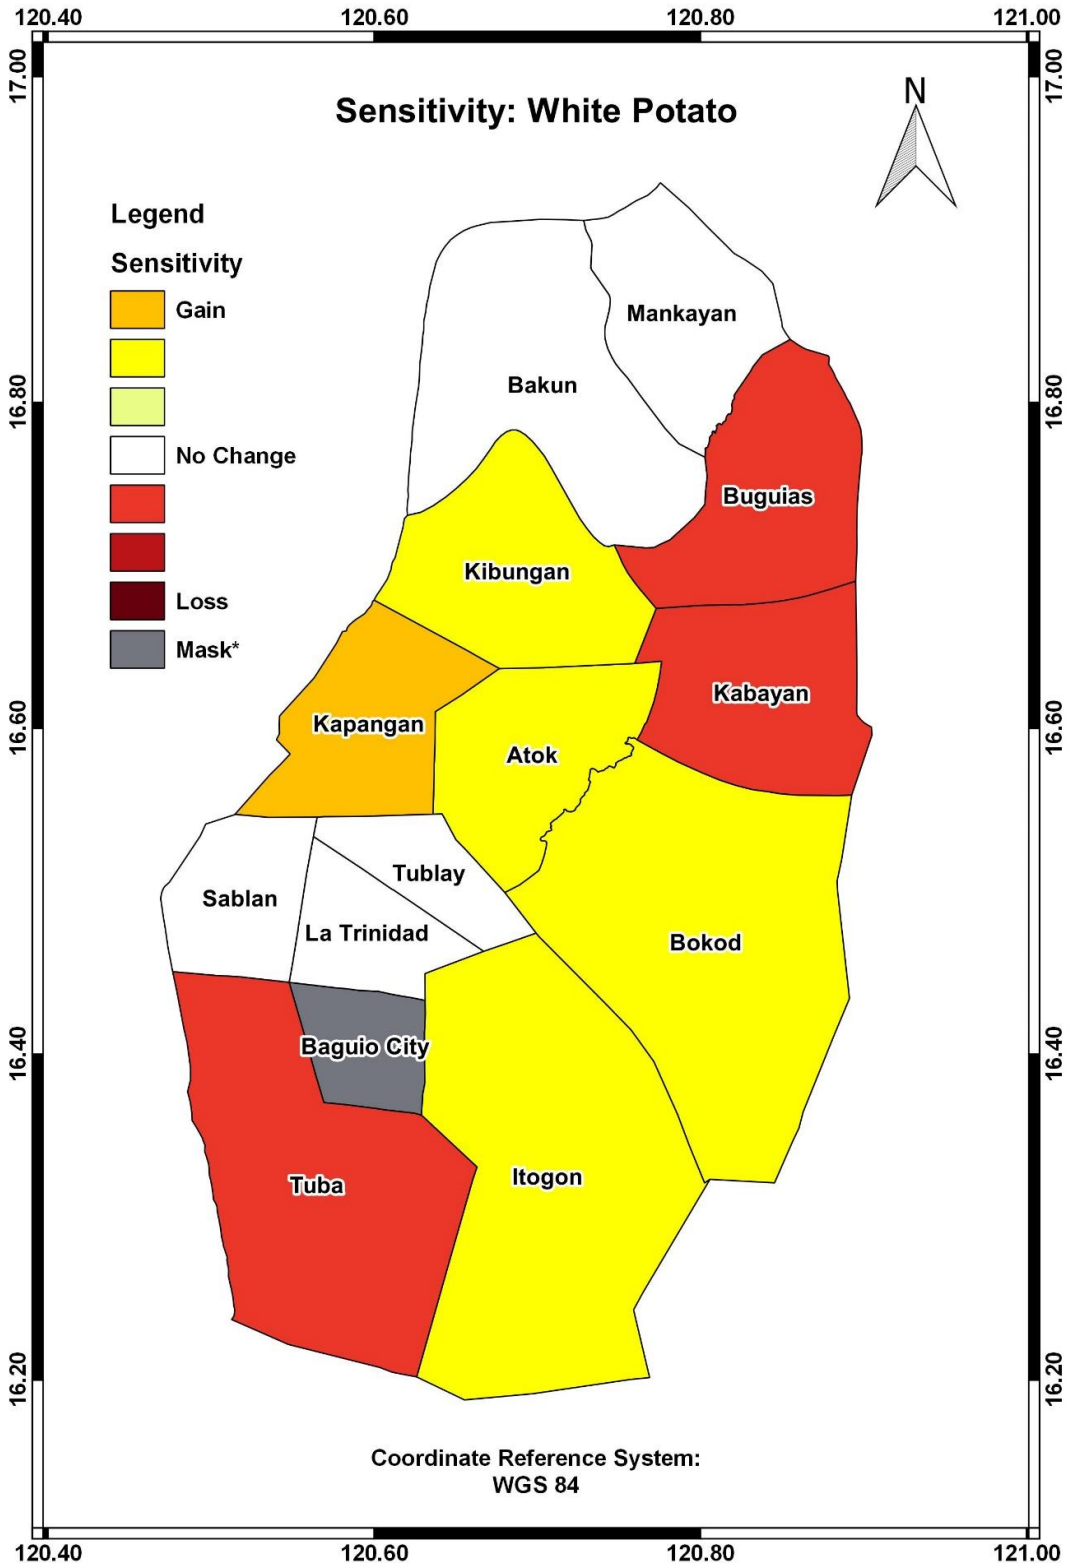 120.40 120.60 120.80 121.00
17.00 17.00
Sensitivity: White Potato
N
Legend
Sensitivity
Gain
No Change
Loss
Mask*
Mankayan
Bakun
16.80 16.80
Buguias
Kibungan
Kabayan
Kapangan
16.60 16.60
Atok
Tublay
Sablan
La Trinidad
Bokod
Baguio City
16.40 16.40
Itogon
Tuba
16.20 16.20
Coordinate Reference System:
WGS 84
120.40 120.60 120.80 121.00